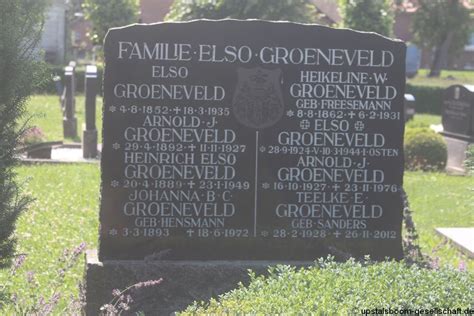 FAMILIE · ELSO · GROENEVELD
ELSO
GROENEVELD
* 4·8·1852 · ✝ 18·3·1935
ARNOLD · J ·
GROENEVELD
* 29·4·1892 · ✝ 11·11·1927
HEINRICH ELSO
GROENEVELD
* 20·4·1889 ✝ 23·1·1949
JOHANNA · B · C ·
GROENEVELD
GEB · HENSMANN
* 3·3·1893 ✝ 18·6·1972
HEIKELINE · W ·
GROENEVELD
GEB · FREESEMANN
* 8·8·1862 · ✝ 6·2·1931
✠ ELSO ✠
GROENEVELD
* 28·9·1924 · V · 10·3·1944 I · OSTEN
ARNOLD · J ·
GROENEVELD
* 16·10·1927 ✝ 23·11·1976
TEELKE E ·
GROENEVELD
GEB · SANDERS
* 28·2·1928 ✝ 26·11·2012
© upstalsboom-gesellschaft.de